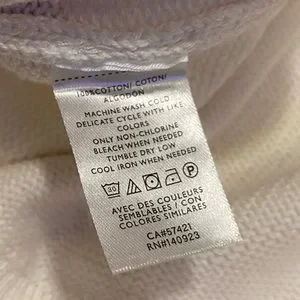 100%COTTON/ COTON/
ALGODON
MACHINE WASH COLD
DELICATE CYCLE WITH LIKE
COLORS
ONLY NON-CHLORINE
BLEACH WHEN NEEDED
TUMBLE DRY LOW
COOL IRON WHEN NEEDED
30
P
AVEC DES COULEURS
SEMBLABLES / CON
COLORES SIMILARES
CA#57421
RN#140923